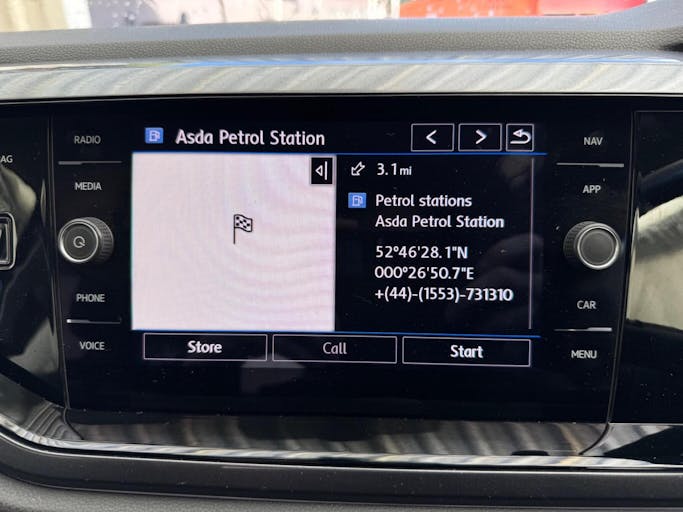 AG
RADIO
MEDIA
PHONE
VOICE
Asda Petrol Station
3.1 mi
Petrol stations
Asda Petrol Station
52°46'28.1"N
000°26'50.7"E
+(44)-(1553)-731310
Store
Call
Start
NAV
APP
CAR
MENU